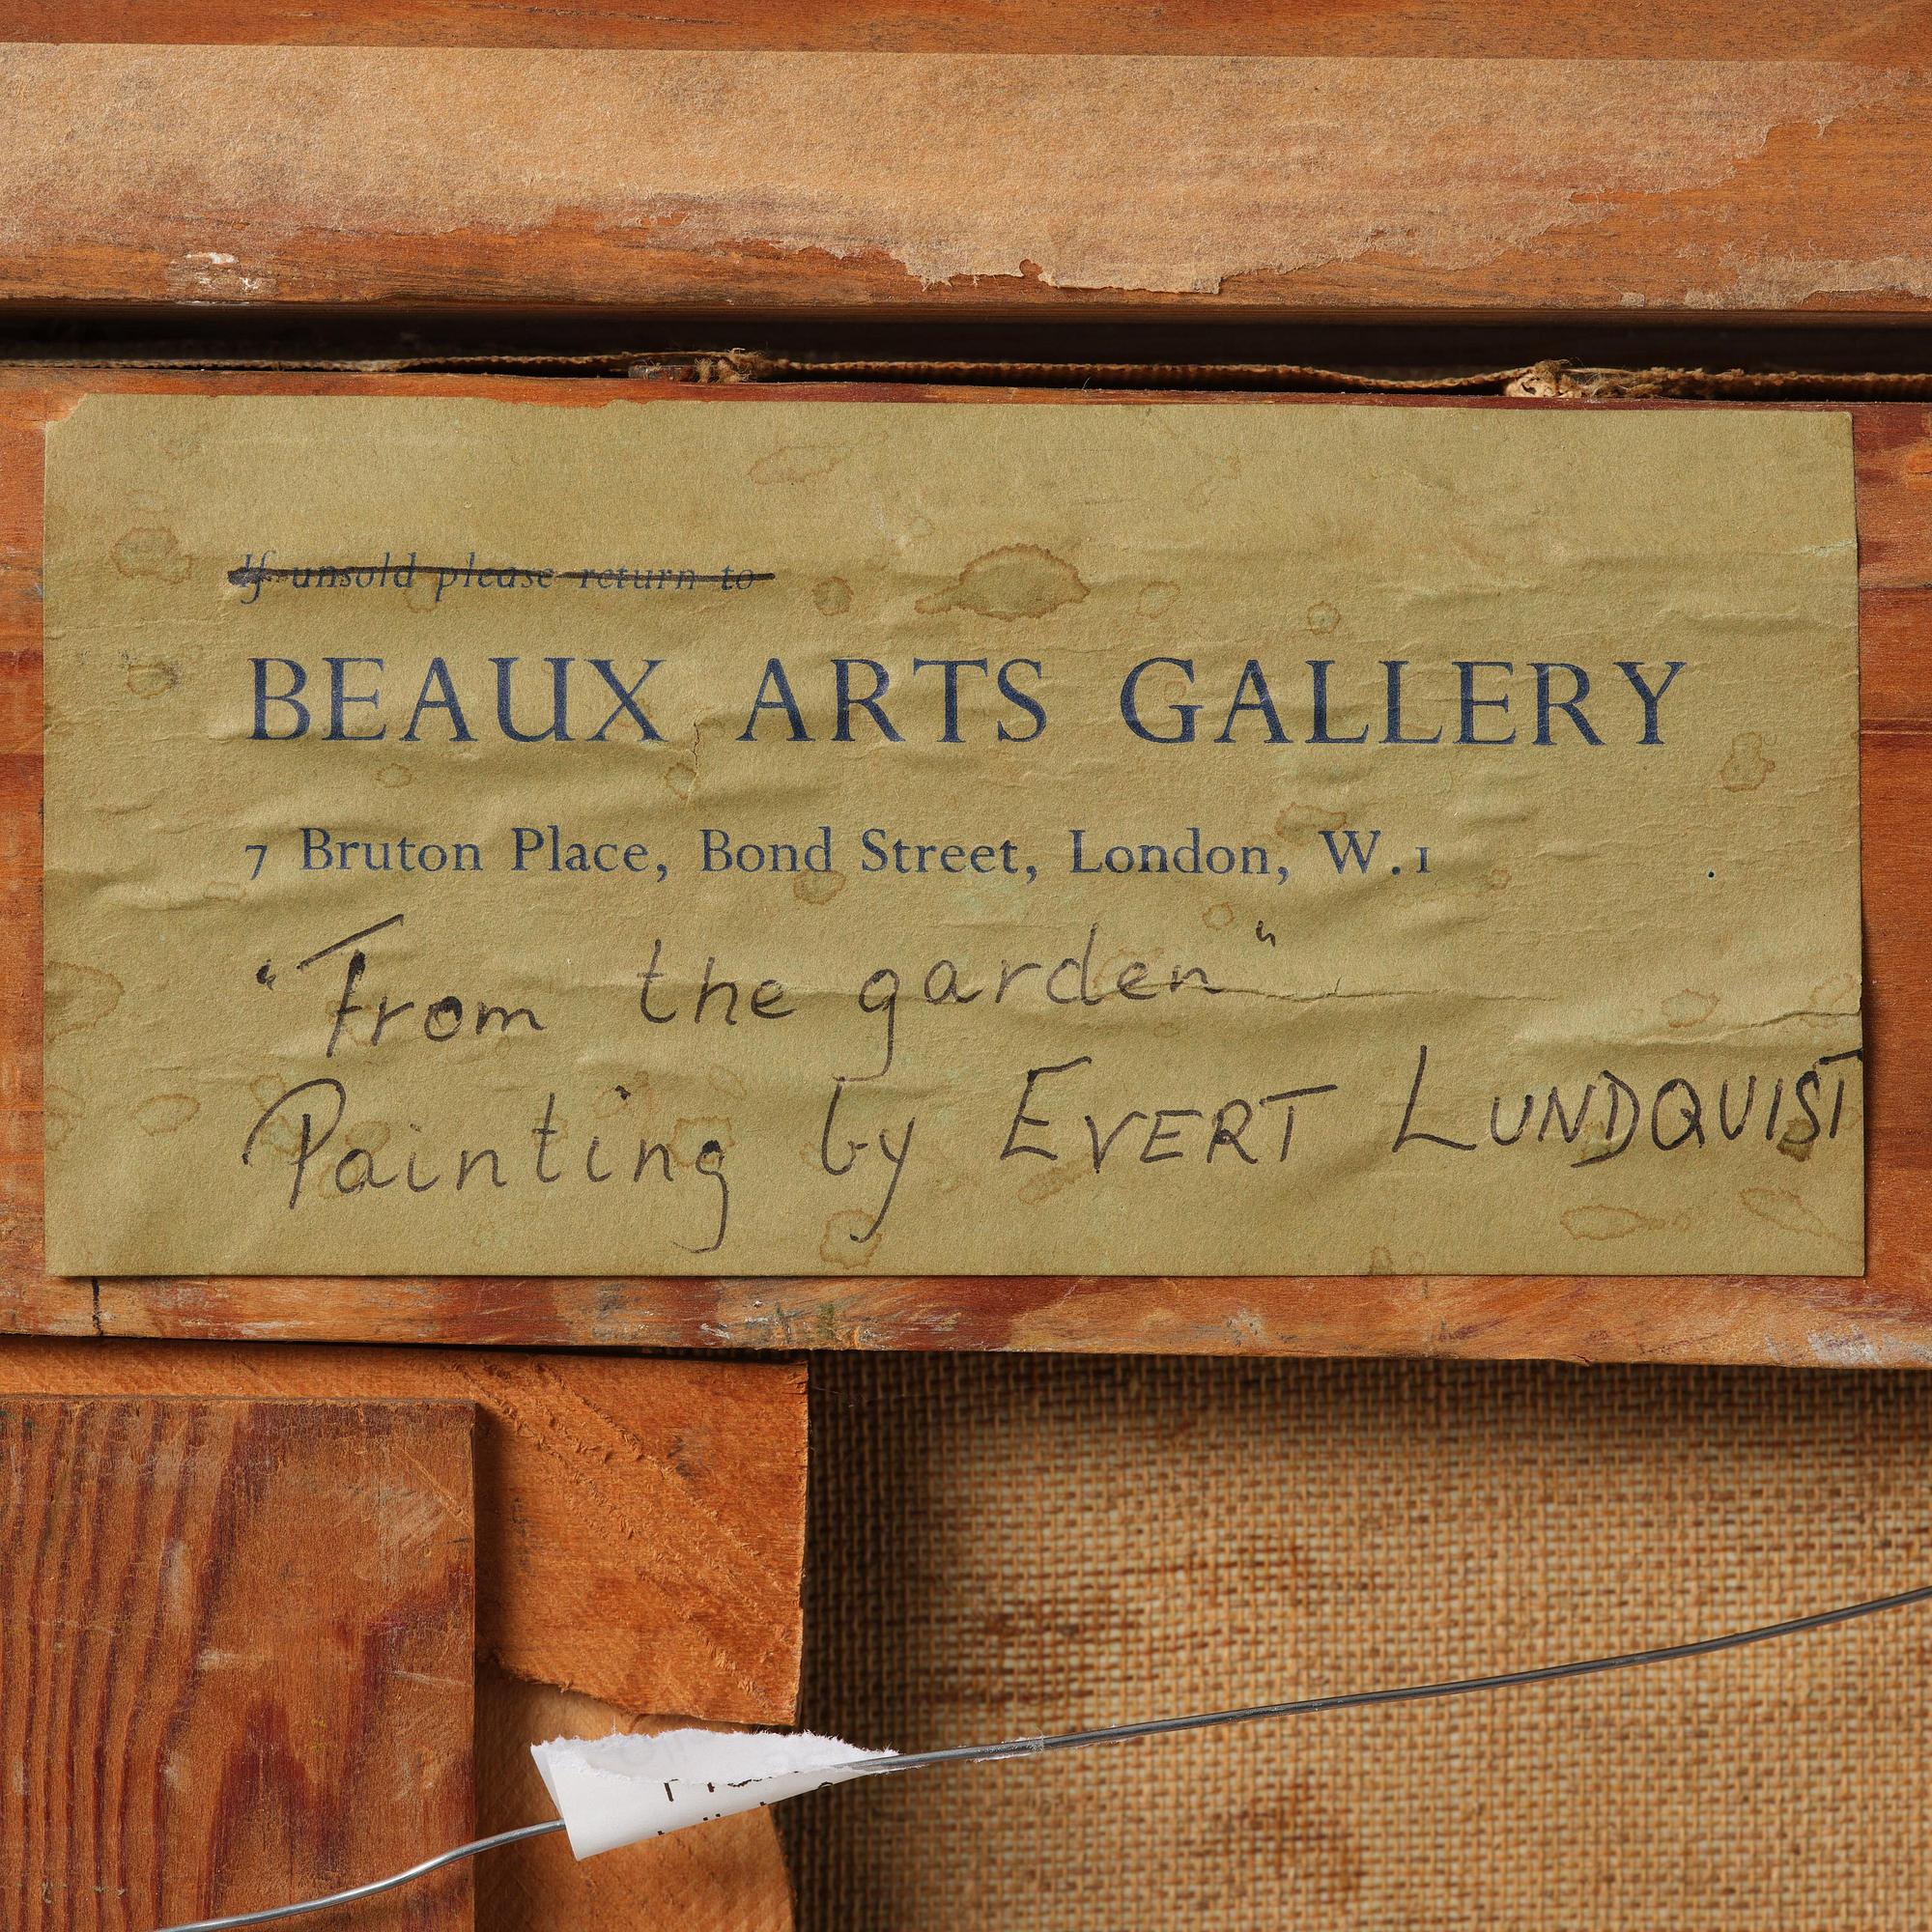 If unsold please return to
BEAUX ARTS GALLERY
7 Bruton Place, Bond Street, London, W.1
"From the garden"
Painting by EVERT LUNDQUIST